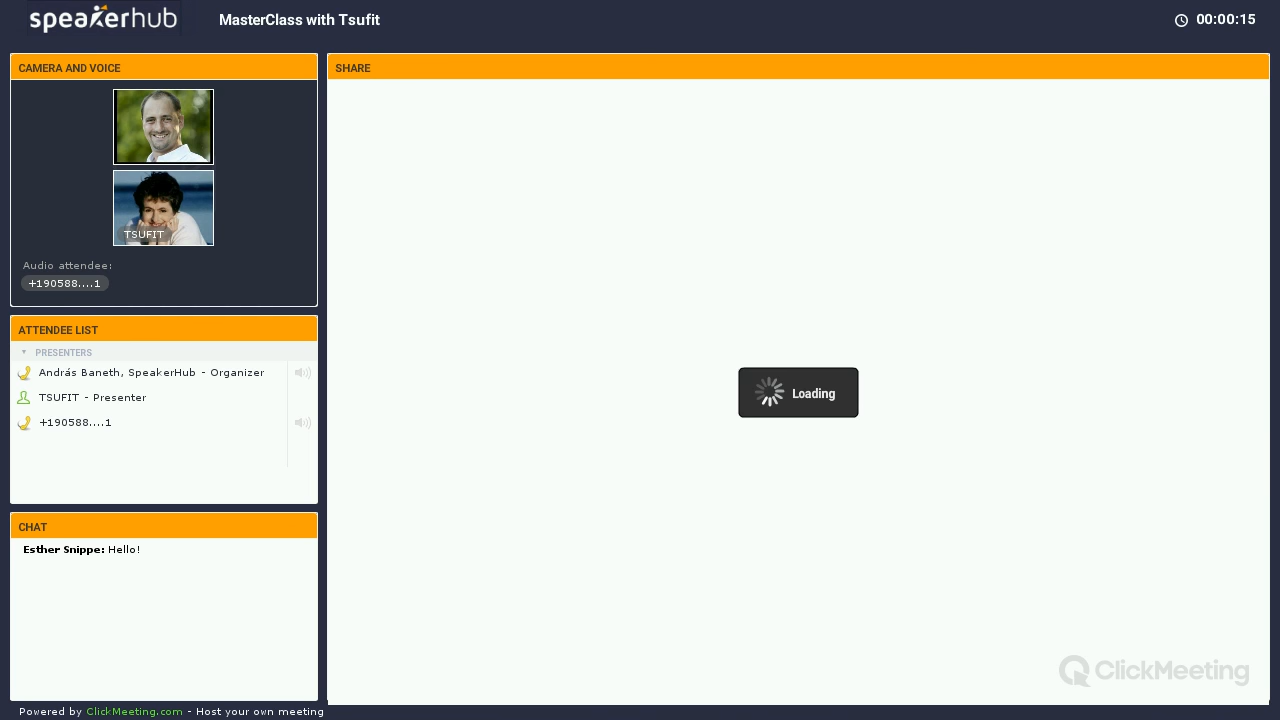 speakerhub
MasterClass with Tsufit
00:00:15
CAMERA AND VOICE
TSUFIT
Audio attendee:
+190588....1
ATTENDEE LIST
PRESENTERS
András Baneth, SpeakerHub - Organizer
TSUFIT - Presenter
+190588....1
CHAT
Esther Snippe: Hello!
SHARE
Loading
ClickMeeting
Powered by ClickMeeting.com - Host your own meeting